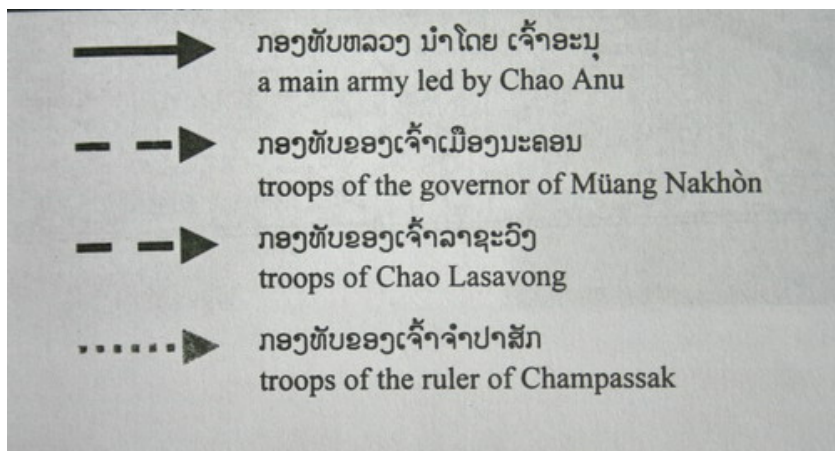 ກອງທັບຫລວງ ນຳໂດຍ ເຈົ້າອະນຸ
a main army led by Chao Anu
ກອງທັບຂອງເຈົ້າເມືອງນະຄອນ
troops of the governor of Müang Nakhòn
ກອງທັບຂອງເຈົ້າລາຊະວົງ
troops of Chao Lasavong
ກອງທັບຂອງເຈົ້າຈຳປາສັກ
troops of the ruler of Champassak